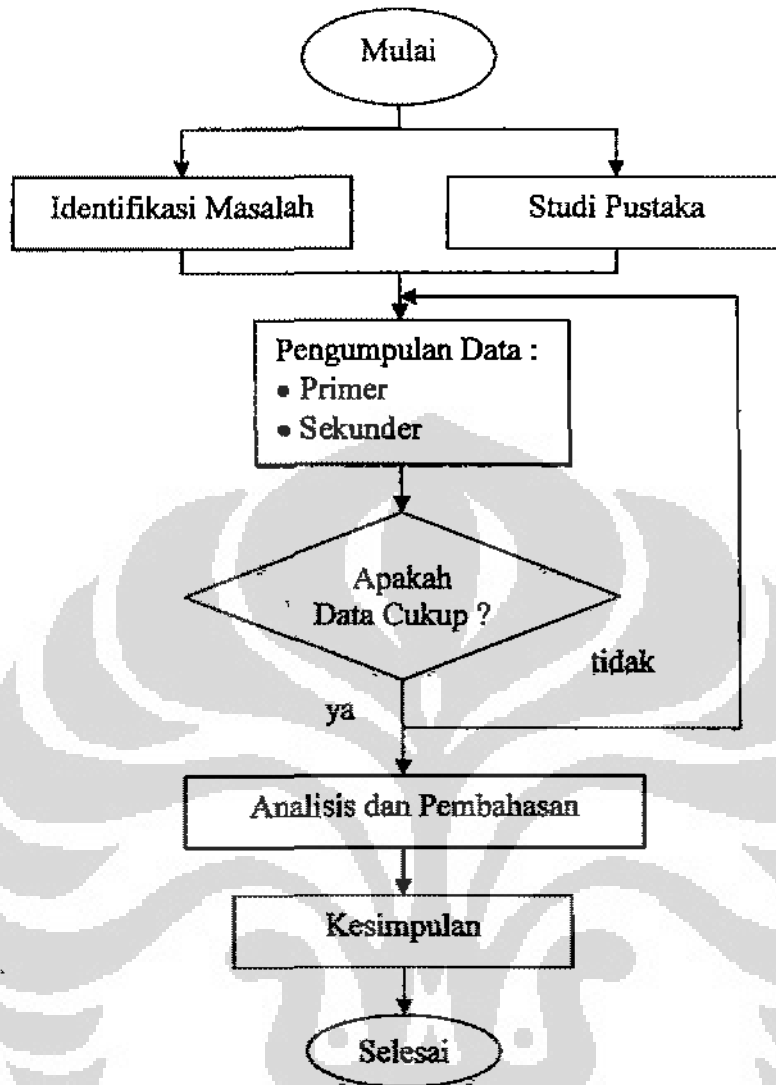 Mulai
Identifikasi Masalah
Studi Pustaka
Pengumpulan Data :
• Primer
• Sekunder
Apakah
Data Cukup ?
tidak
ya
Analisis dan Pembahasan
Kesimpulan
Selesai